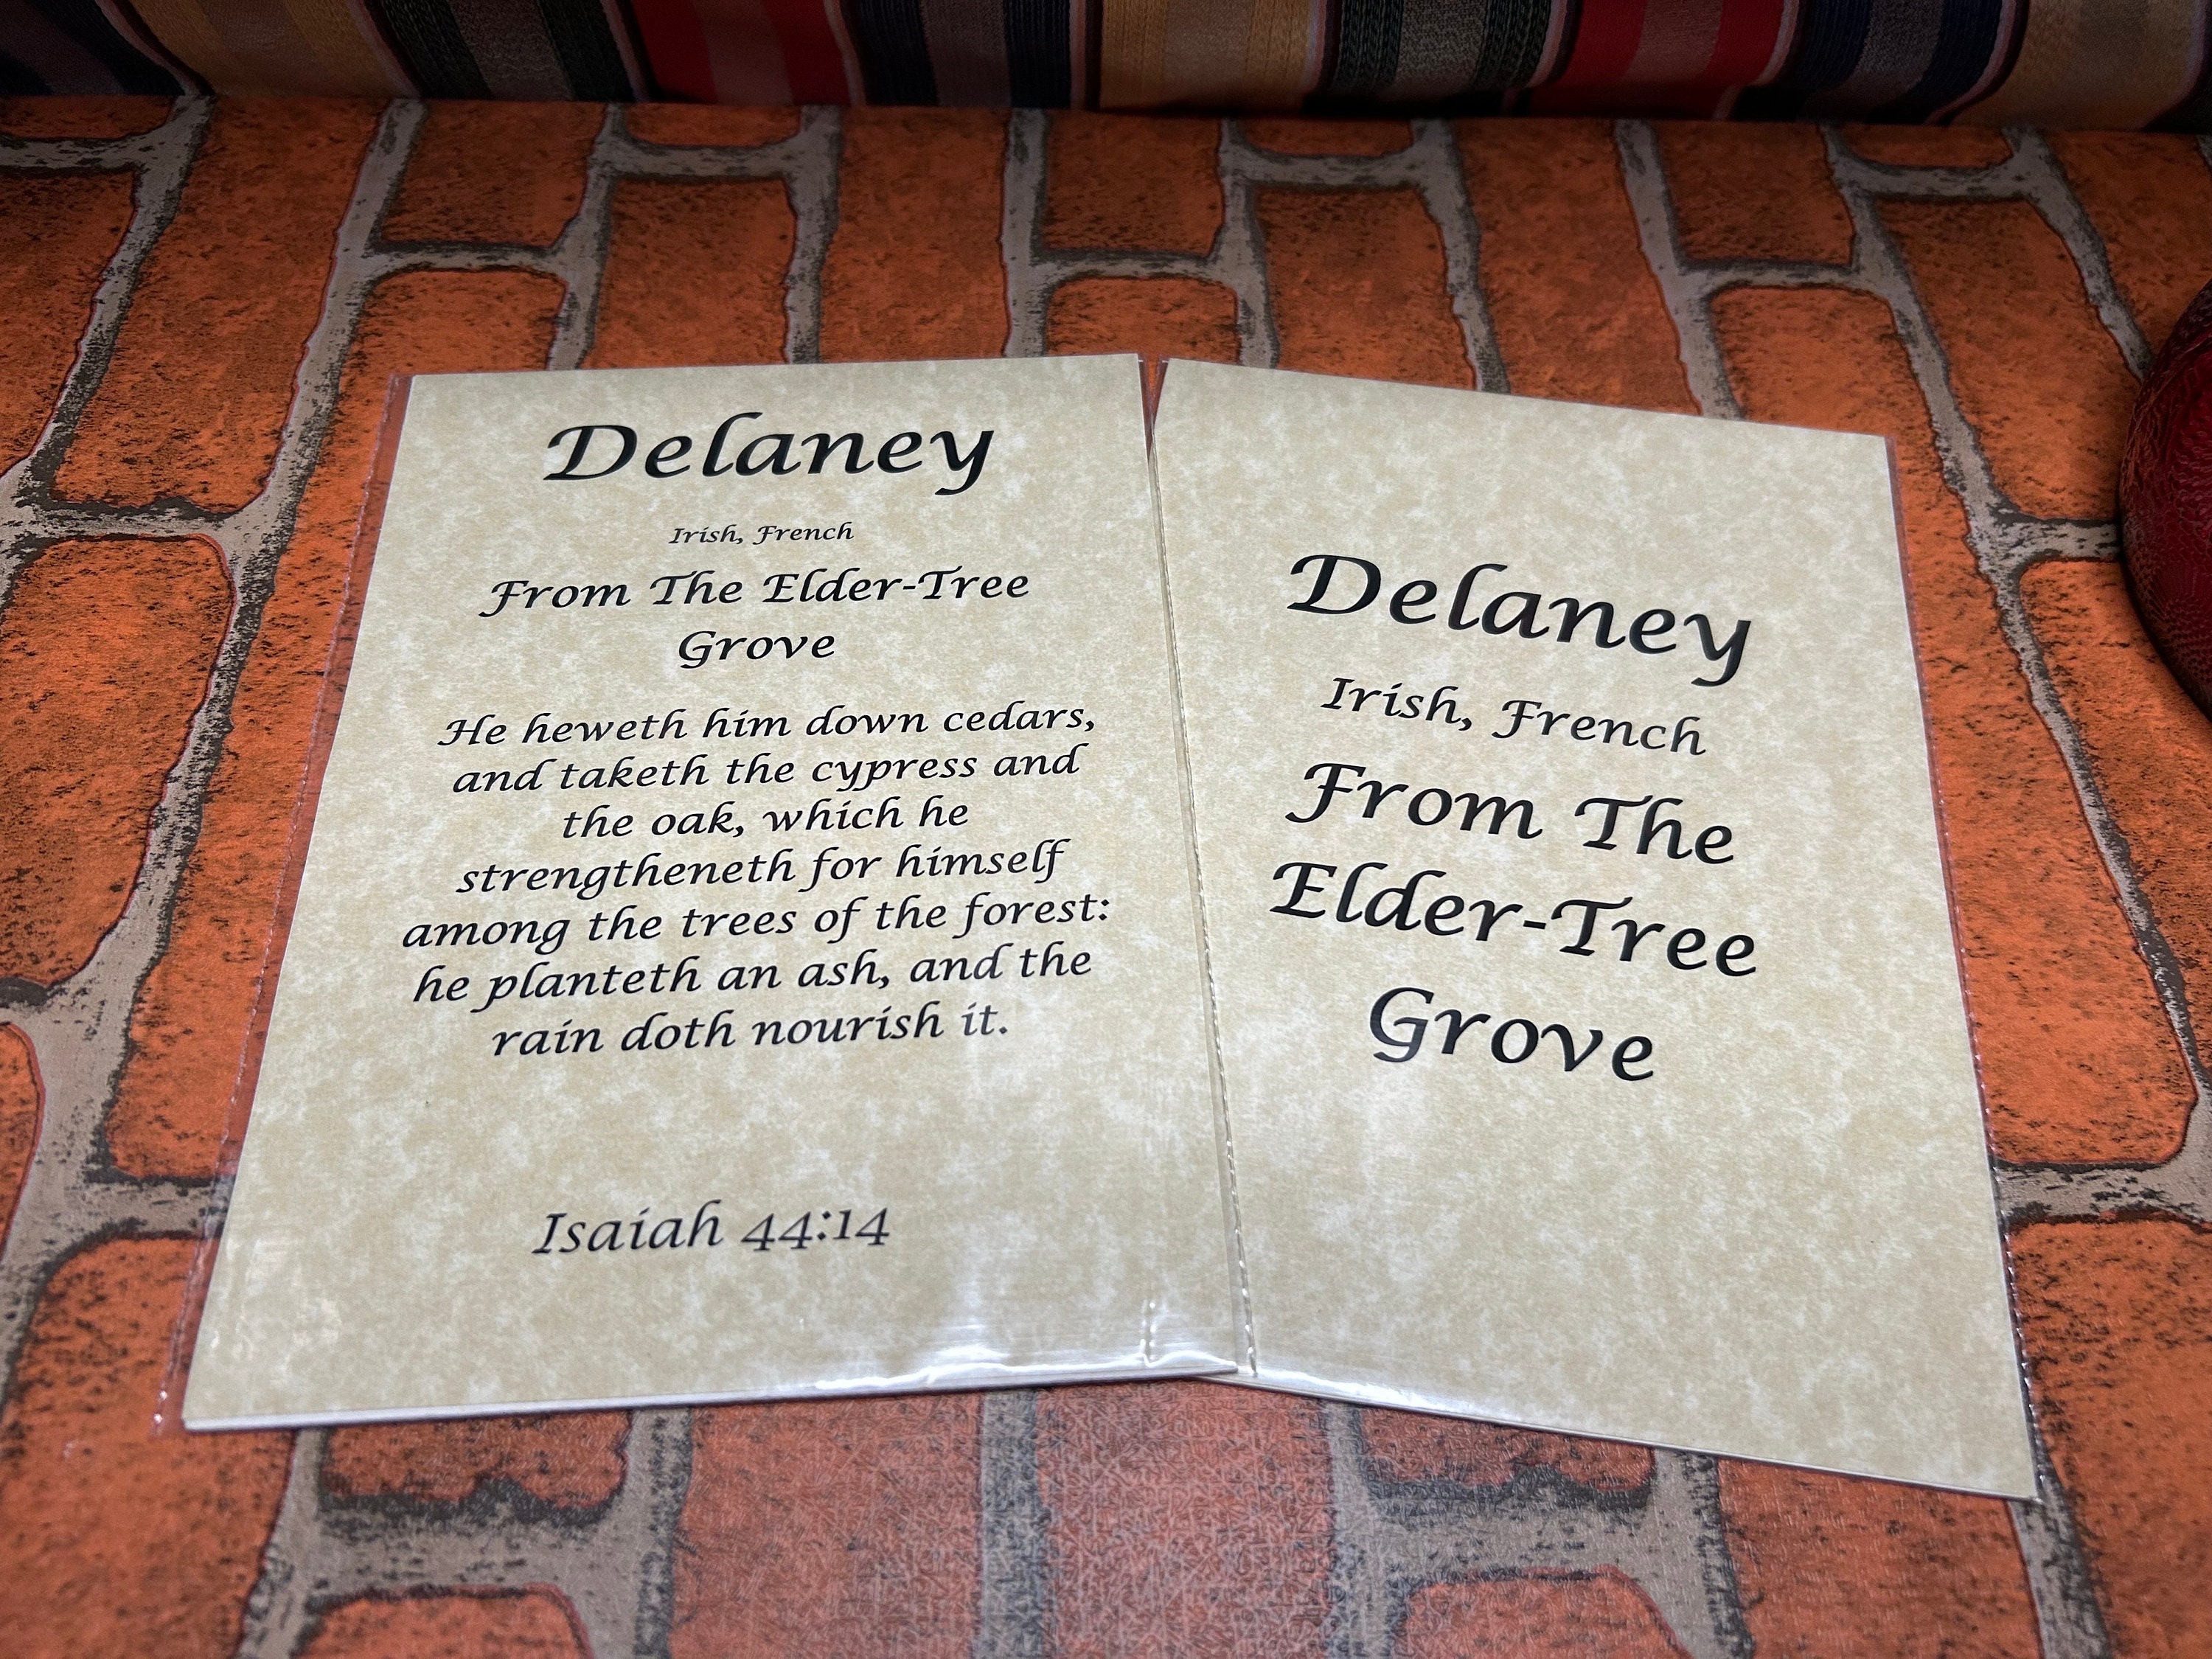 Delaney
Irish, French
From The Elder-Tree
Grove
He heweth him down cedars,
and taketh the cypress and
the oak, which he
strengtheneth for himself
among the trees of the forest:
he planteth an ash, and the
rain doth nourish it.
Isaiah 44:14
Delaney
Irish, French
From The
Elder-Tree
Grove